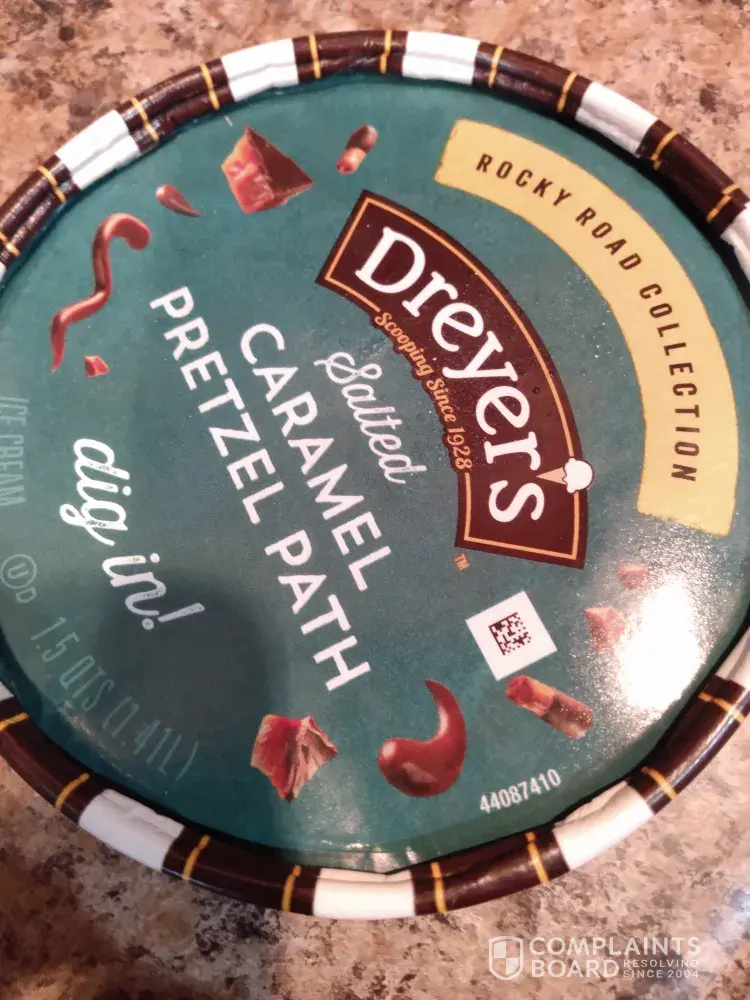 ROCKY ROAD COLLECTION
Dreyer's
™
Scooping Since 1928
Salted
CARAMEL
PRETZEL PATH
dig in!
ICE CREAM
U D
1.5 QTS (1.41L)
44087410
COMPLAINTS
BOARD
RESOLVING
SINCE 2004